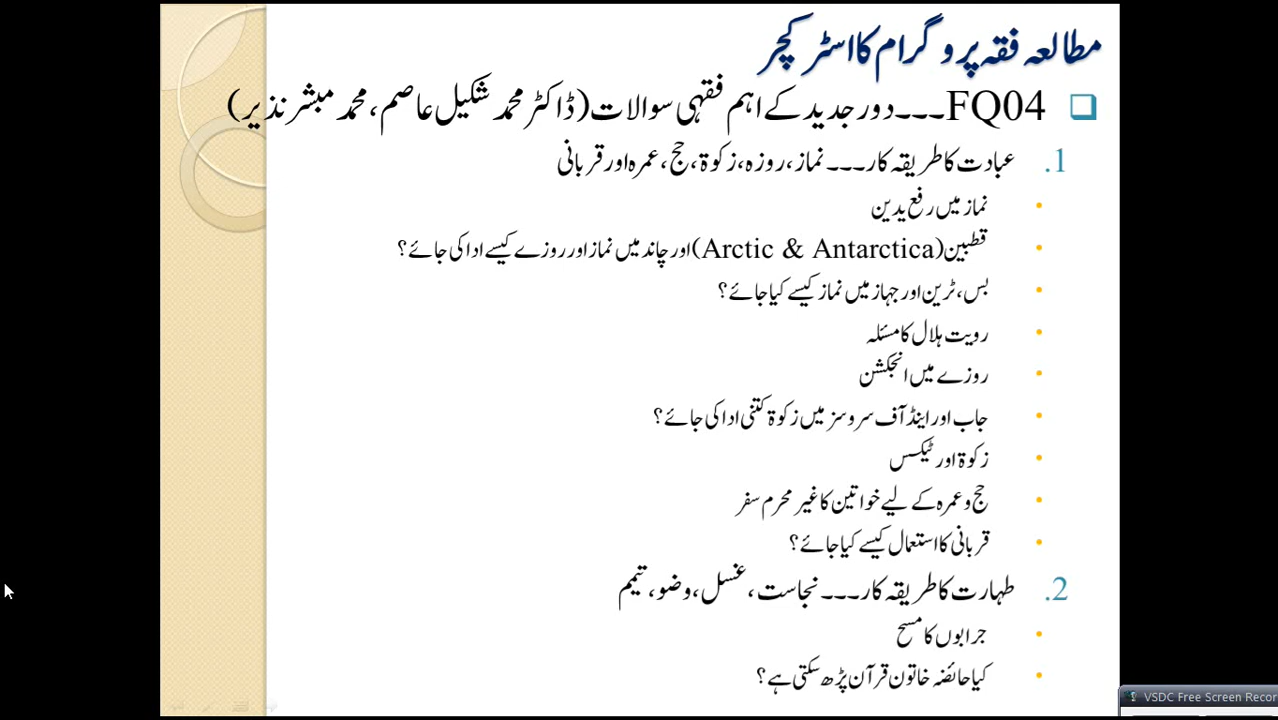 مطالعہ فقہ پروگرام کا اسٹرکچر
❑ FQ04۔۔۔دور جدید کے اہم فقہی سوالات (ڈاکٹر محمد شکیل عاصم، محمد مبشر نذیر)
1. عبادت کا طریقہ کار۔۔۔ نماز، روزہ، زکوۃ، حج، عمرہ اور قربانی
• نماز میں رفع یدین
• قطبین (Arctic & Antarctica) اور چاند میں نماز اور روزے کیسے ادا کی جائے؟
• بس، ٹرین اور جہاز میں نماز کیسے کیا جائے؟
• رویت ہلال کا مسئلہ
• روزے میں انجکشن
• جاب اور اینڈ آف سروسز میں زکوۃ کتنی ادا کی جائے؟
• زکوۃ اور ٹیکس
• حج و عمرہ کے لیے خواتین کا غیر محرم سفر
• قربانی کا استعمال کیسے کیا جائے؟
2. طہارت کا طریقہ کار۔۔۔ نجاست، غسل، وضو، تیمم
• جرابوں کا مسح
• کیا حائضہ خاتون قرآن پڑھ سکتی ہے؟
VSDC Free Screen Recor